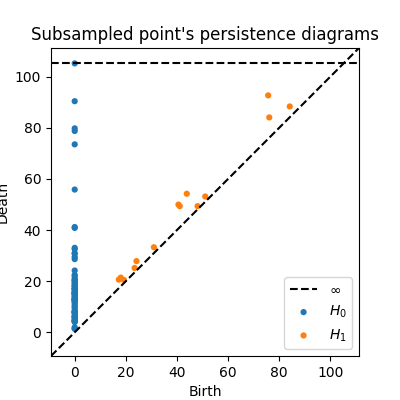 Subsampled point's persistence diagrams
100
80
60
40
20
0
Death
0 20 40 60 80 100
Birth
∞
H₀
H₁